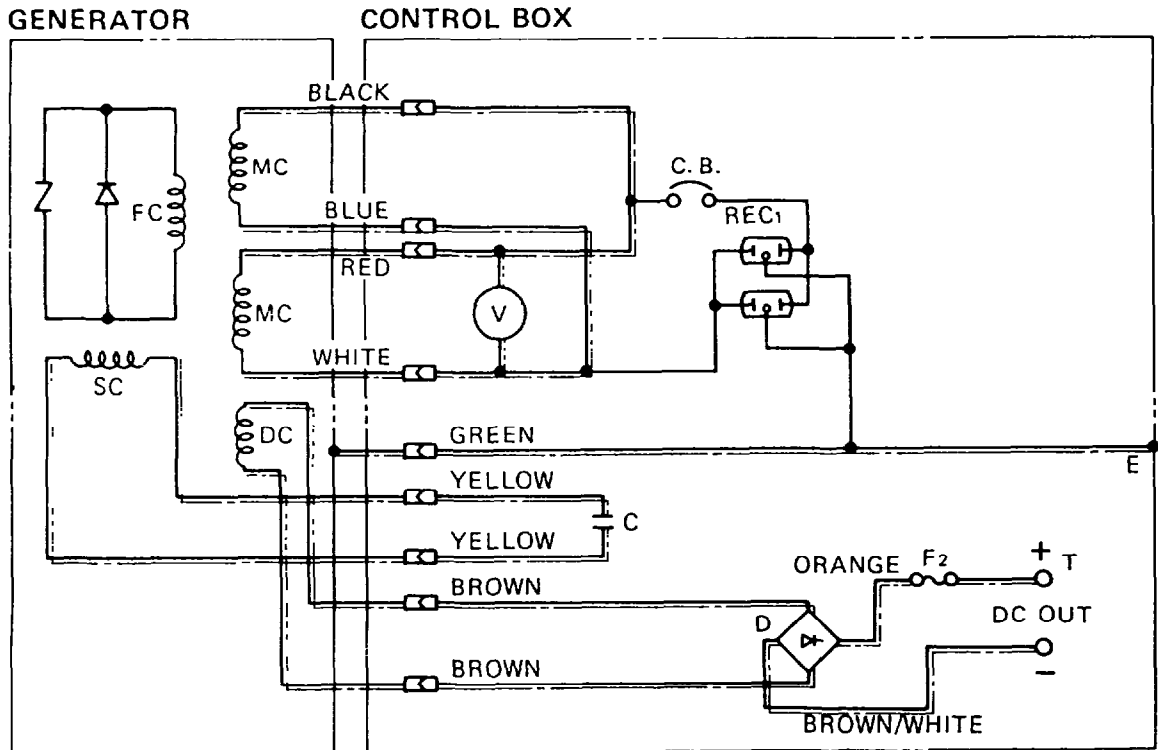 GENERATOR
CONTROL BOX
BLACK
MC
C. B.
FC
BLUE
REC1
RED
MC
V
WHITE
SC
DC
GREEN
E
YELLOW
C
YELLOW
ORANGE
F2
+
T
BROWN
D
DC OUT
BROWN
−
BROWN/WHITE